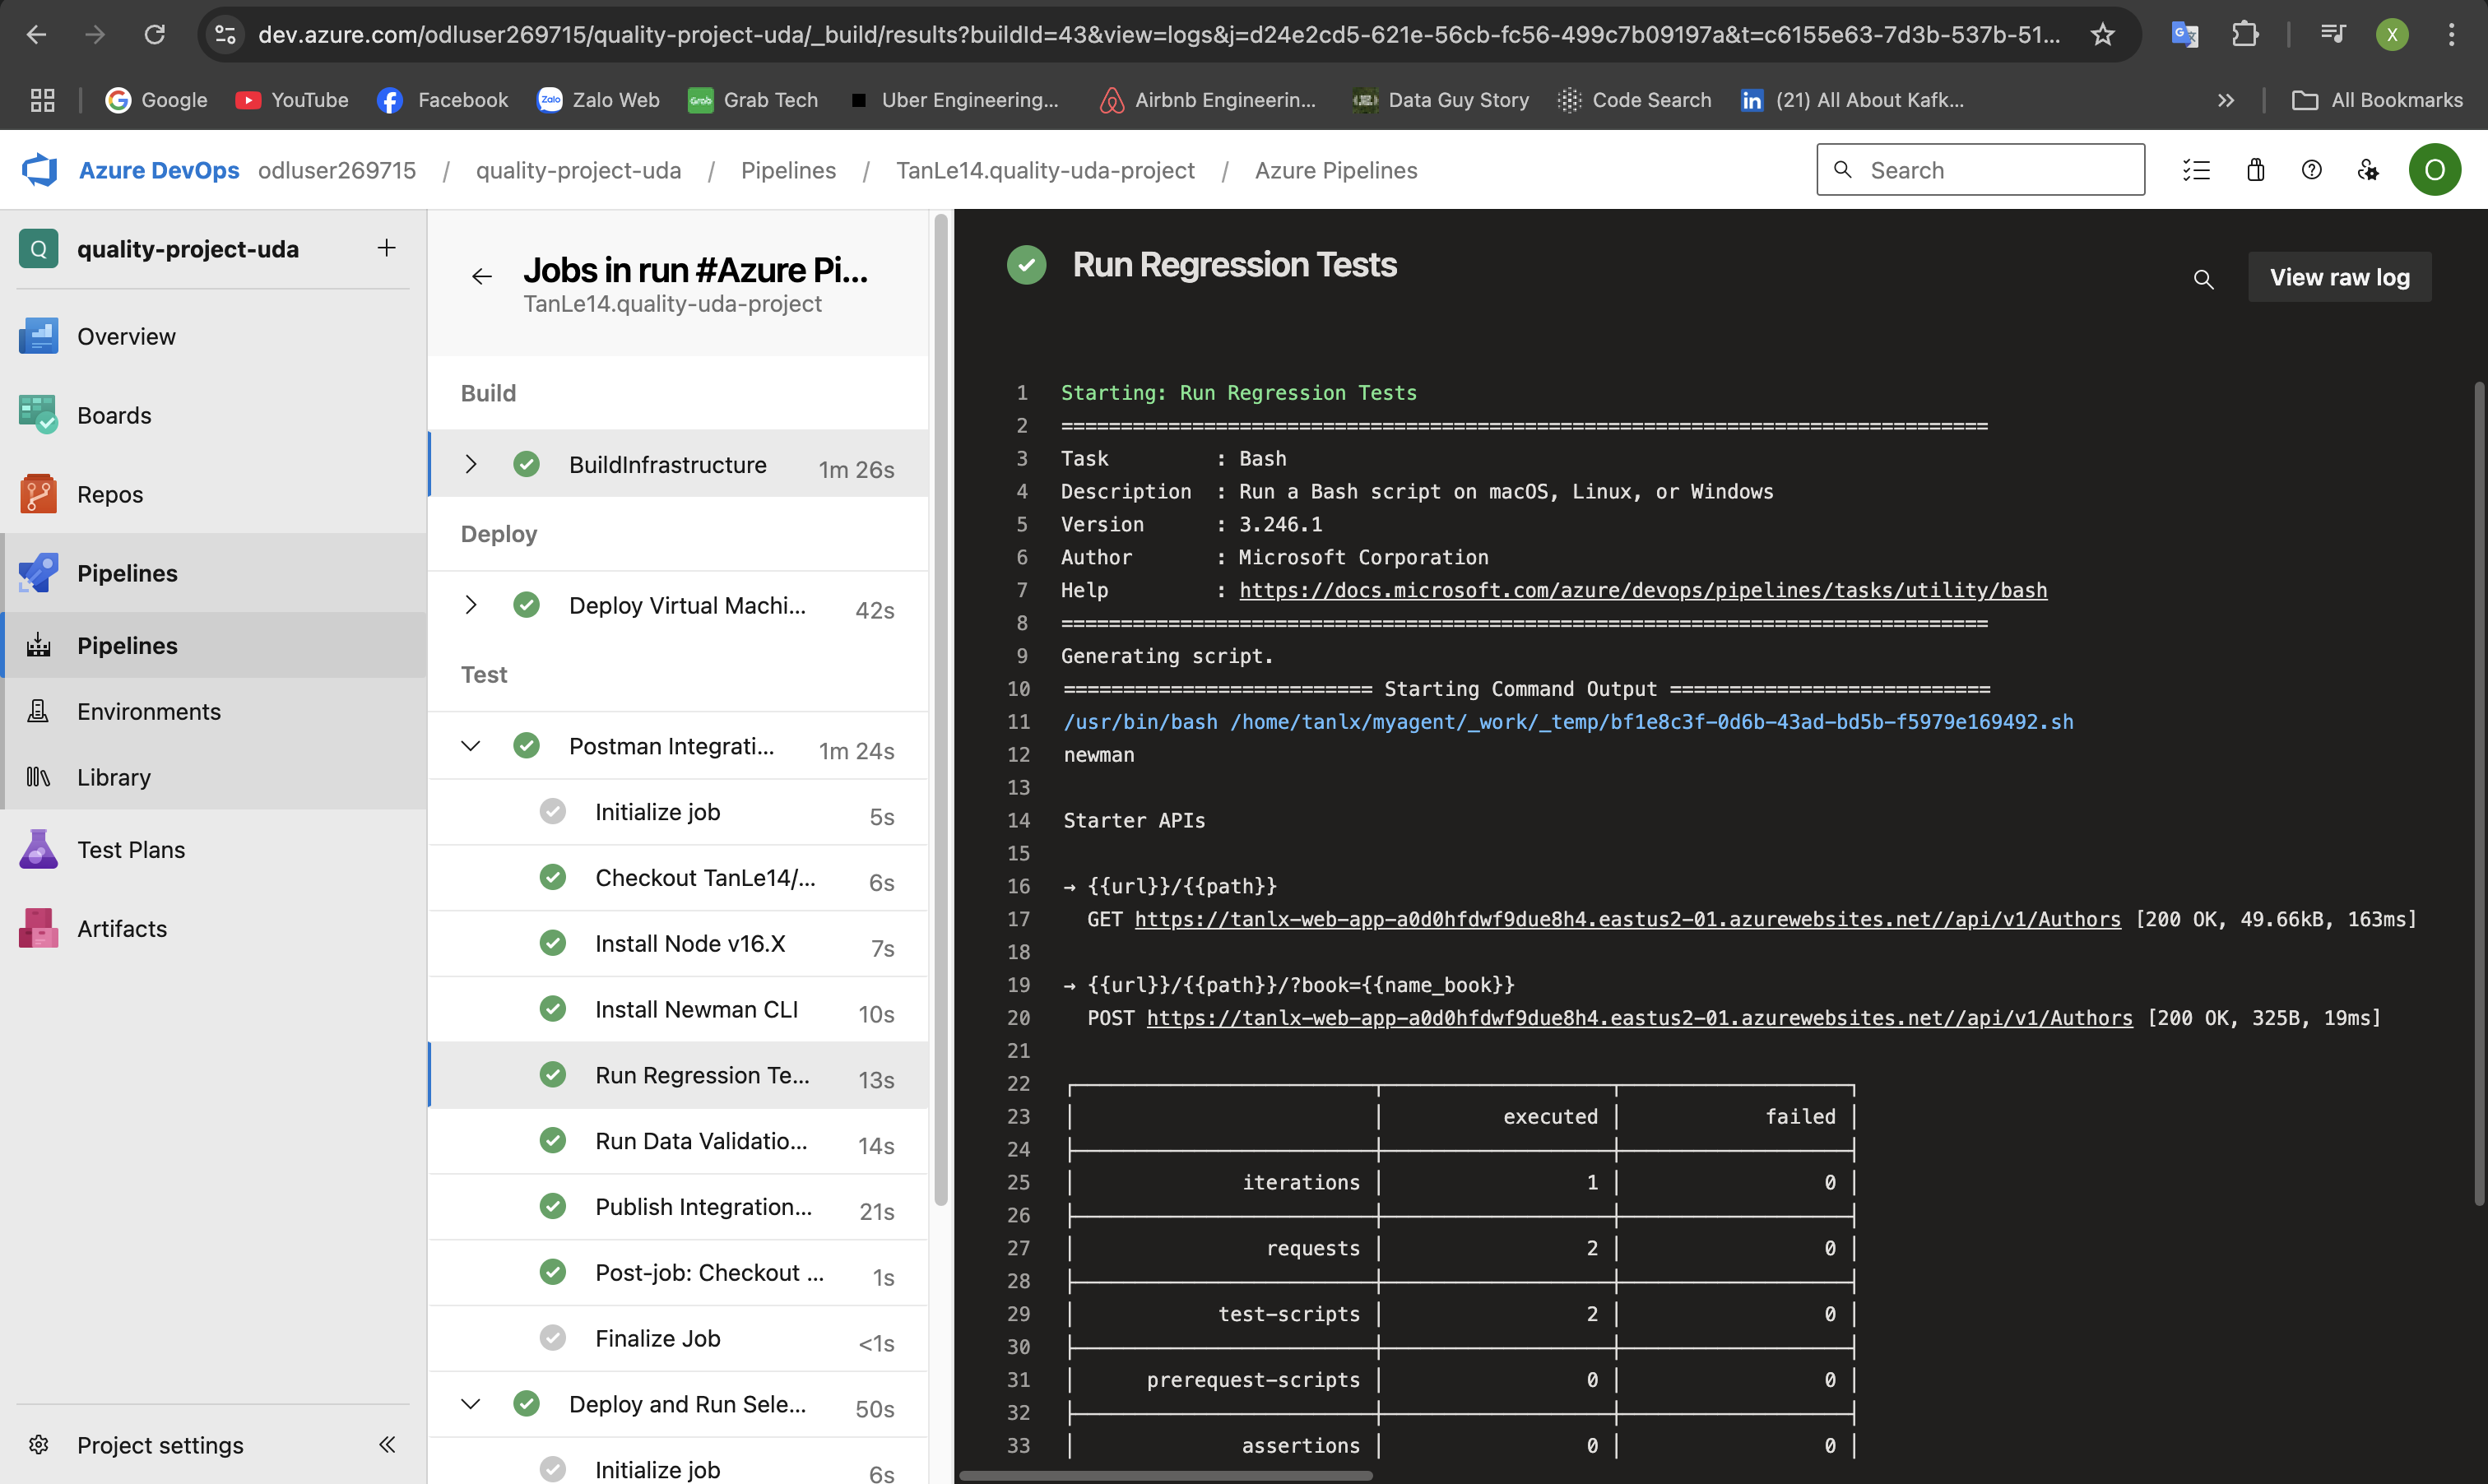 dev.azure.com/odluser269715/quality-project-uda/_build/results?buildId=43&view=logs&j=d24e2cd5-621e-56cb-fc56-499c7b09197a&t=c6155e63-7d3b-537b-51...
X
Google
YouTube
Facebook
Zalo Web
Grab Tech
Uber Engineering...
Airbnb Engineerin...
Data Guy Story
Code Search
(21) All About Kafk...
All Bookmarks
Azure DevOps odluser269715 / quality-project-uda / Pipelines / TanLe14.quality-uda-project / Azure Pipelines
Search
O
Q quality-project-uda
Overview
Boards
Repos
Pipelines
Pipelines
Environments
Library
Test Plans
Artifacts
Project settings
Jobs in run #Azure Pi...
TanLe14.quality-uda-project
Build
BuildInfrastructure 1m 26s
Deploy
Deploy Virtual Machi... 42s
Test
Postman Integrati... 1m 24s
Initialize job 5s
Checkout TanLe14/... 6s
Install Node v16.X 7s
Install Newman CLI 10s
Run Regression Te... 13s
Run Data Validatio... 14s
Publish Integration... 21s
Post-job: Checkout ... 1s
Finalize Job <1s
Deploy and Run Sele... 50s
Initialize job 6s
Run Regression Tests
View raw log
1 Starting: Run Regression Tests
2 ==============================================================================
3 Task : Bash
4 Description : Run a Bash script on macOS, Linux, or Windows
5 Version : 3.246.1
6 Author : Microsoft Corporation
7 Help : https://docs.microsoft.com/azure/devops/pipelines/tasks/utility/bash
8 ==============================================================================
9 Generating script.
10 ========================== Starting Command Output ===========================
11 /usr/bin/bash /home/tanlx/myagent/_work/_temp/bf1e8c3f-0d6b-43ad-bd5b-f5979e169492.sh
12 newman
13
14 Starter APIs
15
16 → {{url}}/{{path}}
17 GET https://tanlx-web-app-a0d0hfdwf9due8h4.eastus2-01.azurewebsites.net//api/v1/Authors [200 OK, 49.66kB, 163ms]
18
19 → {{url}}/{{path}}/?book={{name_book}}
20 POST https://tanlx-web-app-a0d0hfdwf9due8h4.eastus2-01.azurewebsites.net//api/v1/Authors [200 OK, 325B, 19ms]
21
22
23 executed failed
24
25 iterations 1 0
26
27 requests 2 0
28
29 test-scripts 2 0
30
31 prerequest-scripts 0 0
32
33 assertions 0 0